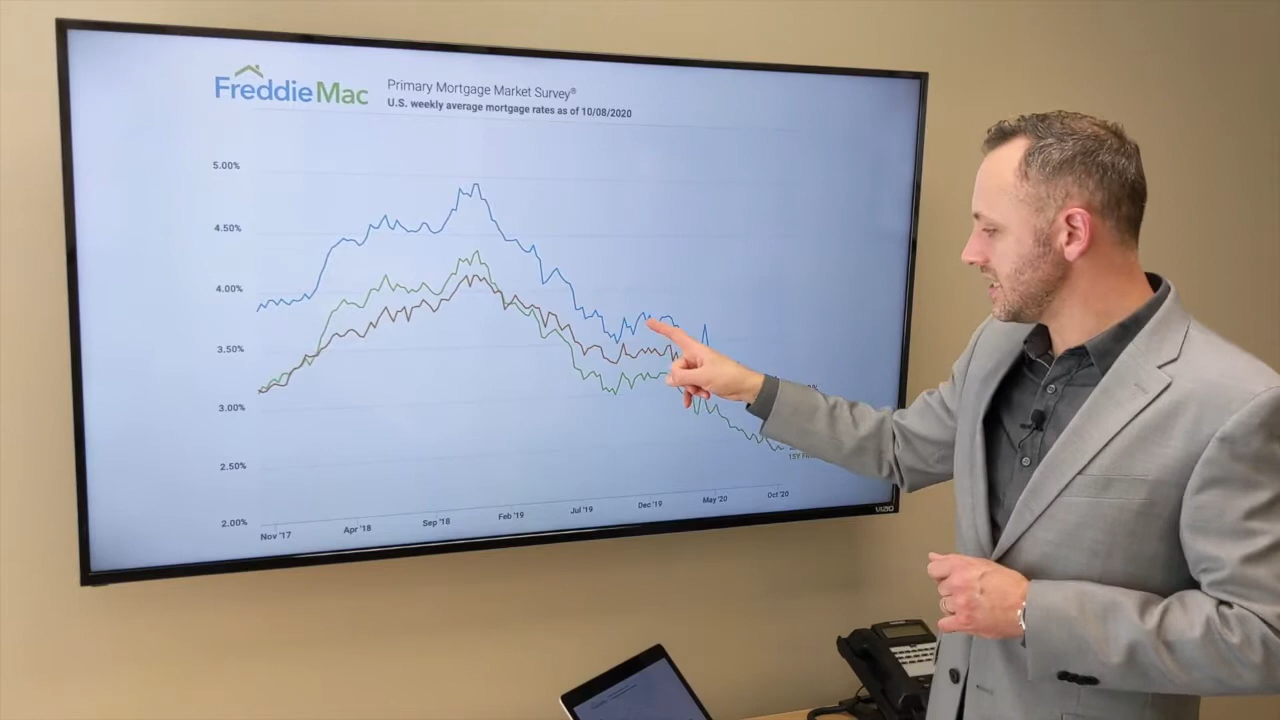 FreddieMac
Primary Mortgage Market Survey®
U.S. weekly average mortgage rates as of 10/08/2020
5.00%
4.50%
4.00%
3.50%
3.00%
2.50%
2.00%
Nov '17
Apr '18
Sep '18
Feb '19
Jul '19
Dec '19
May '20
Oct '20
15Y
VIZIO